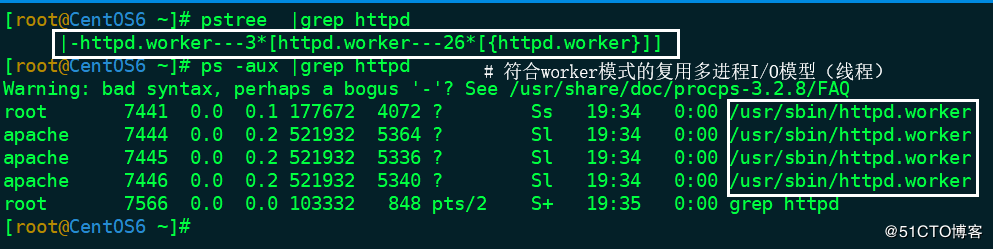 [root@CentOS6 ~]# pstree  |grep httpd
|-httpd.worker---3*[httpd.worker---26*[{httpd.worker}]]
[root@CentOS6 ~]# ps -aux |grep httpd
# 符合worker模式的复用多进程I/O模型（线程）
Warning: bad syntax, perhaps a bogus '-'? See /usr/share/doc/procps-3.2.8/FAQ
root       7441  0.0  0.1 177672  4072 ?        Ss   19:34   0:00 /usr/sbin/httpd.worker
apache     7444  0.0  0.2 521932  5364 ?        Sl   19:34   0:00 /usr/sbin/httpd.worker
apache     7445  0.0  0.2 521932  5336 ?        Sl   19:34   0:00 /usr/sbin/httpd.worker
apache     7446  0.0  0.2 521932  5340 ?        Sl   19:34   0:00 /usr/sbin/httpd.worker
root       7566  0.0  0.0 103332   848 pts/2    S+   19:35   0:00 grep httpd
[root@CentOS6 ~]#
@51CTO博客